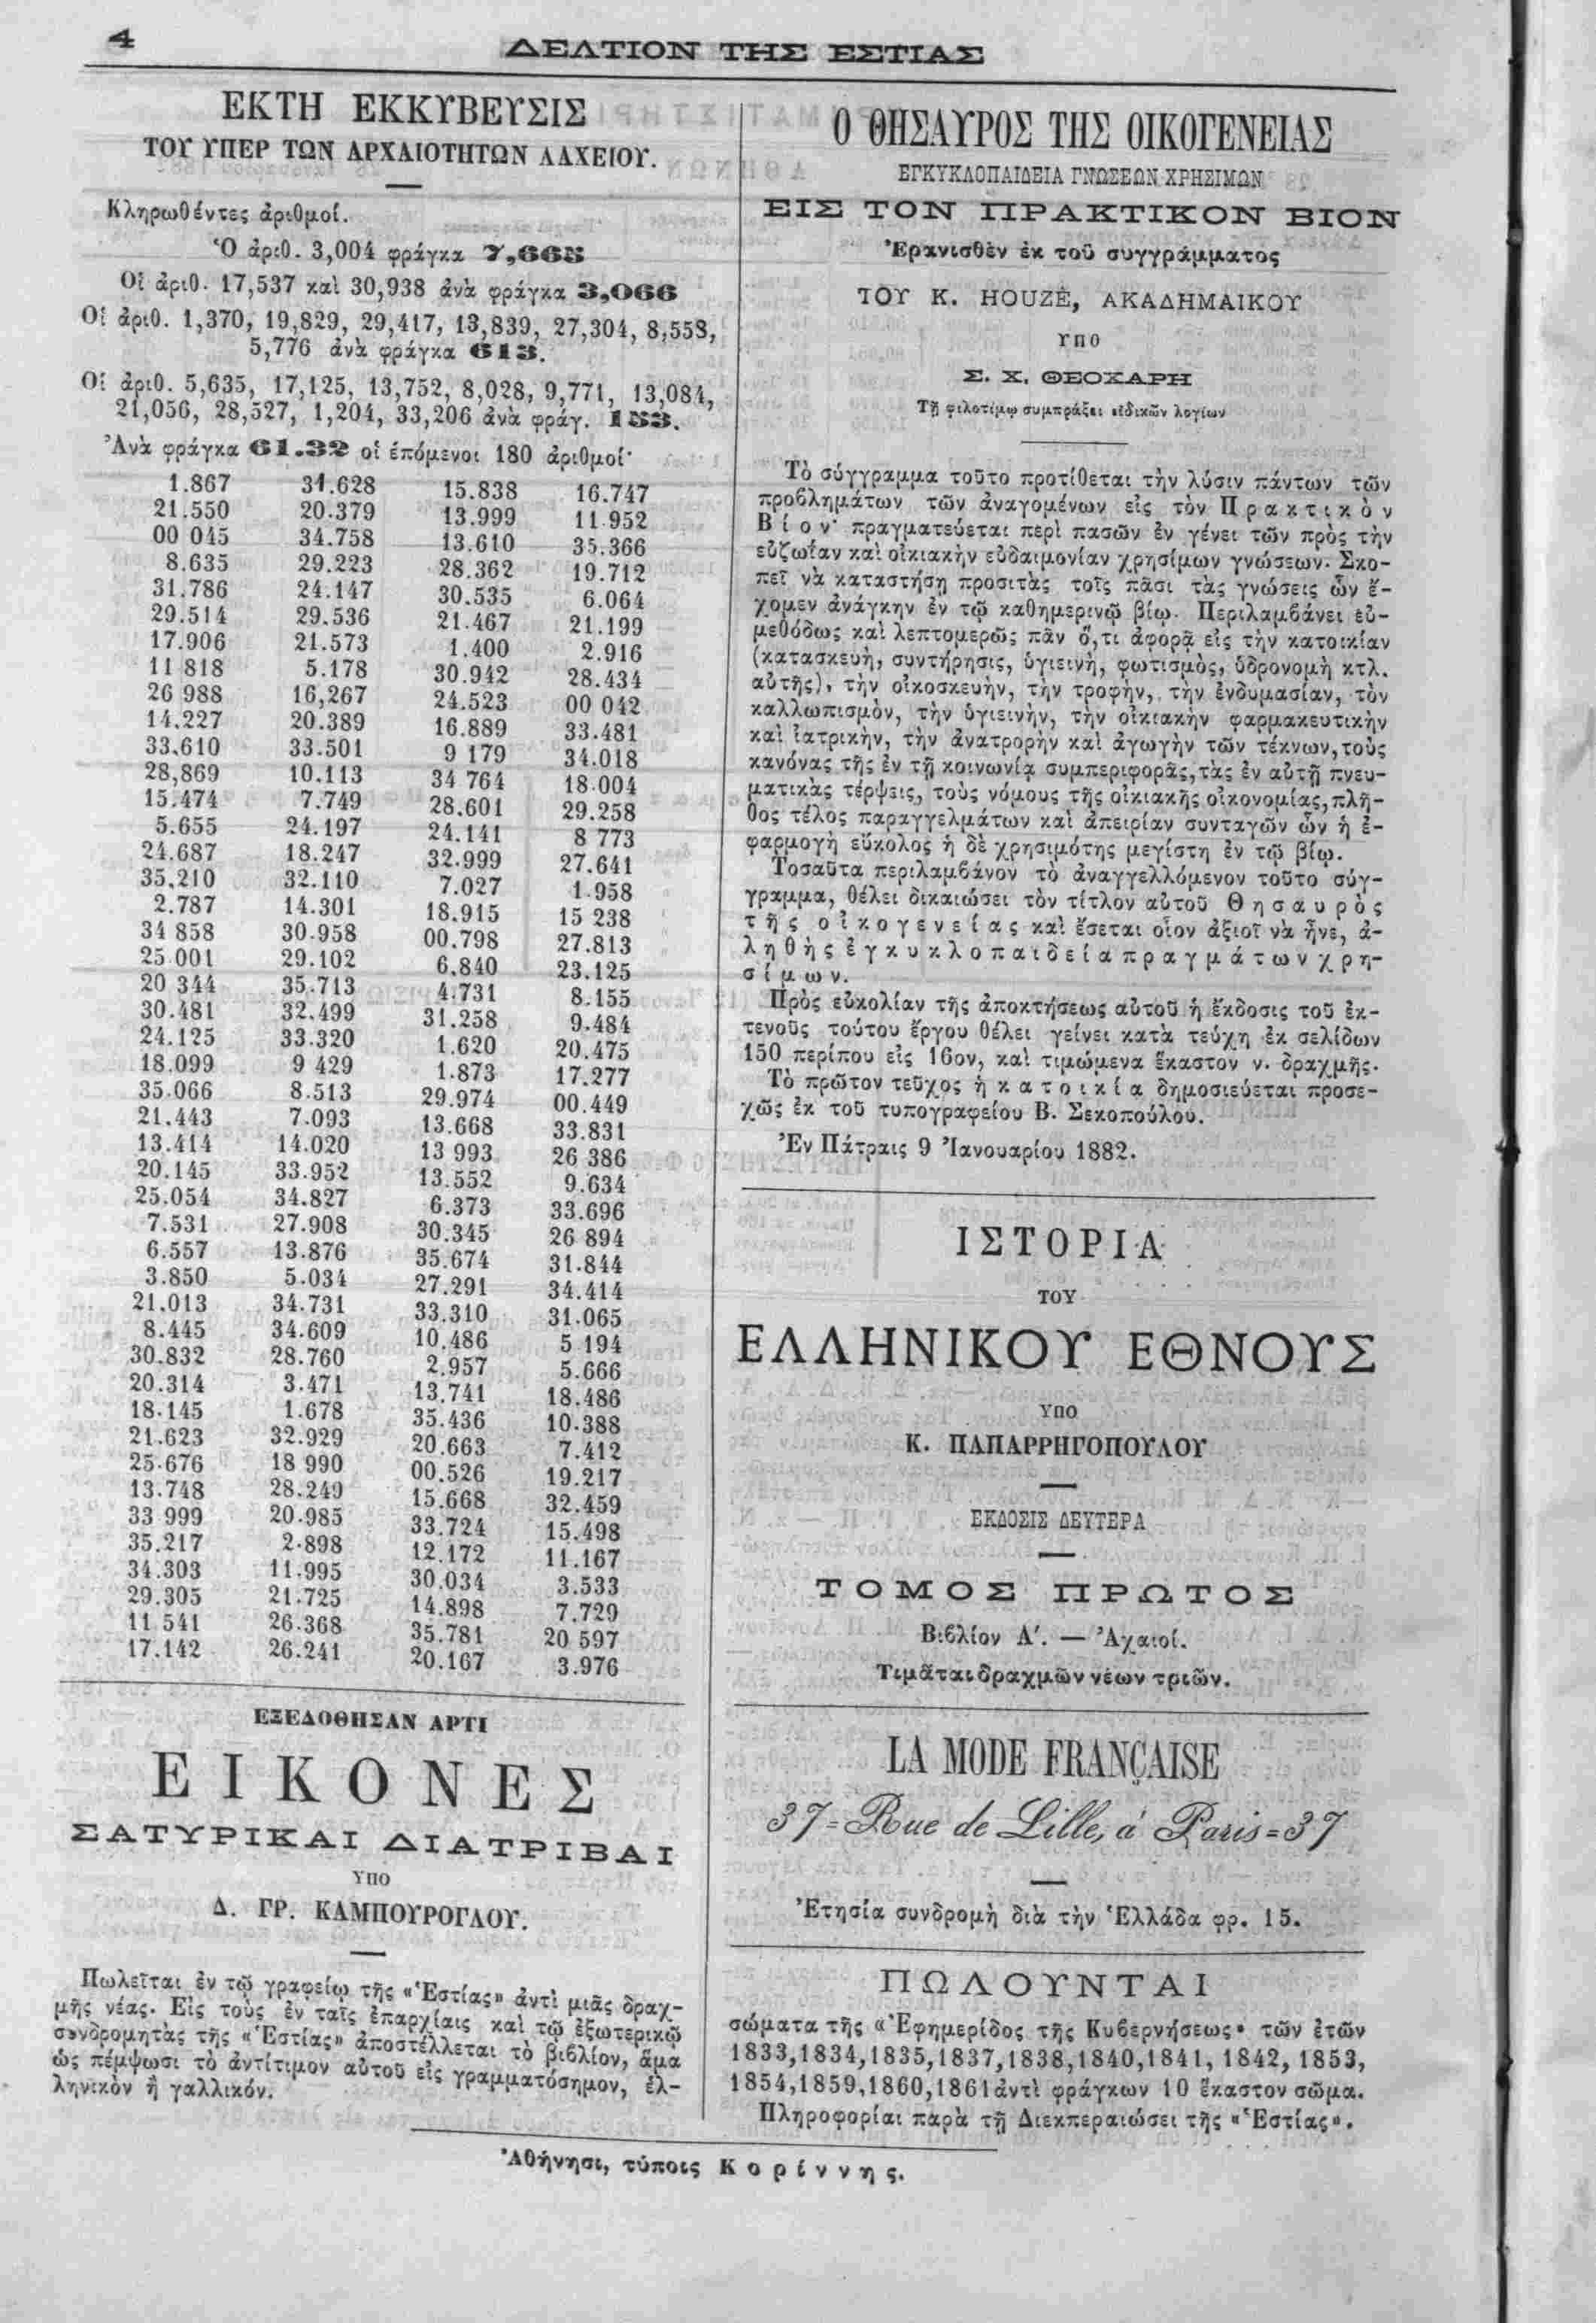 4
ΔΕΛΤΙΟΝ ΤΗΣ ΕΣΤΙΑΣ
ΕΚΤΗ ΕΚΚΥΒΕΥΣΙΣ
ΤΟΥ ΥΠΕΡ ΤΩΝ ΑΡΧΑΙΟΤΗΤΩΝ ΛΑΧΕΙΟΥ.
Κληρωθέντες ἀριθμοί.
Ὁ ἀριθ. 3,004 φράγκα 7,665
Οἱ ἀριθ. 17,537 καὶ 30,938 ἀνὰ φράγκα 3,066
Οἱ ἀριθ. 1,370, 19,829, 29,417, 13,839, 27,304, 8,558,
5,776 ἀνὰ φράγκα 613.
Οἱ ἀριθ. 5,635, 17,125, 13,752, 8,028, 9,771, 13,084,
21,056, 28,527, 1,204, 33,206 ἀνὰ φράγ. 153.
Ἀνὰ φράγκα 61.32 οἱ ἑπόμενοι 180 ἀριθμοί·
1.867 31.628 15.838 16.747
21.550 20.379 13.999 11.952
00 045 34.758 13.610 35.366
8.635 29.223 28.362 19.712
31.786 24.147 30.535 6.064
29.514 29.536 21.467 21.199
17.906 21.573 1.400 2.916
11 818 5.178 30.942 28.434
26 988 16,267 24.523 00 042
14.227 20.389 16.889 33.481
33.610 33.501 9 179 34.018
28,869 10.113 34 764 18.004
15.474 7.749 28.601 29.258
5.655 24.197 24.141 8 773
24.687 18.247 32.999 27.641
35.210 32.110 7.027 1.958
2.787 14.301 18.915 15 238
34 858 30.958 00.798 27.813
25.001 29.102 6.840 23.125
20 344 35.713 4.731 8.155
30.481 32.499 31.258 9.484
24.125 33.320 1.620 20.475
18.099 9 429 1.873 17.277
35.066 8.513 29.974 00.449
21.443 7.093 13.668 33.831
13.414 14.020 13 993 26 386
20.145 33.952 13.552 9.634
25.054 34.827 6.373 33.696
7.531 27.908 30.345 26 894
6.557 13.876 35.674 31.844
3.850 5.034 27.291 34.414
21.013 34.731 33.310 31.065
8.445 34.609 10.486 5 194
30.832 28.760 2.957 5.666
20.314 3.471 13.741 18.486
18.145 1.678 35.436 10.388
21.623 32.929 20.663 7.412
25.676 18 990 00.526 19.217
13.748 28.249 15.668 32.459
33 999 20.985 33.724 15.498
35.217 2.898 12.172 11.167
34.303 11.995 30.034 3.533
29.305 21.725 14.898 7.729
11 541 26.368 35.781 20 597
17.142 26.241 20.167 3.976
ΕΞΕΔΟΘΗΣΑΝ ΑΡΤΙ
ΕΙΚΟΝΕΣ
ΣΑΤΥΡΙΚΑΙ ΔΙΑΤΡΙΒΑΙ
ΥΠΟ
Δ. ΓΡ. ΚΑΜΠΟΥΡΟΓΛΟΥ.
Πωλεῖται ἐν τῷ γραφείῳ τῆς «Ἑστίας» ἀντὶ μιᾶς δραχ-
μῆς νέας. Εἰς τοὺς ἐν ταῖς ἐπαρχίαις καὶ τῷ ἐξωτερικῷ
συνδρομητὰς τῆς «Ἑστίας» ἀποστέλλεται τὸ βιβλίον, ἅμα
ὡς πέμψωσι τὸ ἀντίτιμον αὐτοῦ εἰς γραμματόσημον, ἑλ-
ληνικὸν ἢ γαλλικόν.
Ο ΘΗΣΑΥΡΟΣ ΤΗΣ ΟΙΚΟΓΕΝΕΙΑΣ
ΕΓΚΥΚΛΟΠΑΙΔΕΙΑ ΓΝΩΣΕΩΝ ΧΡΗΣΙΜΩΝ
ΕΙΣ ΤΟΝ ΠΡΑΚΤΙΚΟΝ ΒΙΟΝ
Ἐρανισθὲν ἐκ τοῦ συγγράμματος
ΤΟΥ Κ. HOUZÉ, ΑΚΑΔΗΜΑΙΚΟΥ
ΥΠΟ
Σ. Χ. ΘΕΟΧΑΡΗ
Τῇ φιλοτίμῳ συμπράξει εἰδικῶν λογίων
Τὸ σύγγραμμα τοῦτο προτίθεται τὴν λύσιν πάντων τῶν
προβλημάτων τῶν ἀναγομένων εἰς τὸν Πρακτικὸν
Βίον· πραγματεύεται περὶ πασῶν ἐν γένει τῶν πρὸς τὴν
εὐζωΐαν καὶ οἰκιακὴν εὐδαιμονίαν χρησίμων γνώσεων. Σκο-
πεῖ νὰ καταστήσῃ προσιτὰς τοῖς πᾶσι τὰς γνώσεις ὧν ἔ-
χομεν ἀνάγκην ἐν τῷ καθημερινῷ βίῳ. Περιλαμβάνει εὐ-
μεθόδως καὶ λεπτομερῶς πᾶν ὅ,τι ἀφορᾷ εἰς τὴν κατοικίαν
(κατασκευὴ, συντήρησις, ὑγιεινὴ, φωτισμὸς, ὑδρονομὴ κτλ.
αὐτῆς), τὴν οἰκοσκευὴν, τὴν τροφὴν, τὴν ἐνδυμασίαν, τὸν
καλλωπισμὸν, τὴν ὑγιεινὴν, τὴν οἰκιακὴν φαρμακευτικὴν
καὶ ἰατρικὴν, τὴν ἀνατρορὴν καὶ ἀγωγὴν τῶν τέκνων, τοὺς
κανόνας τῆς ἐν τῇ κοινωνίᾳ συμπεριφορᾶς, τὰς ἐν αὐτῇ πνευ-
ματικὰς τέρψεις, τοὺς νόμους τῆς οἰκιακῆς οἰκονομίας, πλῆ-
θος τέλος παραγγελμάτων καὶ ἀπειρίαν συνταγῶν ὧν ἡ ἐ-
φαρμογὴ εὔκολος ἡ δὲ χρησιμότης μεγίστη ἐν τῷ βίῳ.
Τοσαῦτα περιλαμβάνον τὸ ἀναγγελλόμενον τοῦτο σύγ-
γραμμα, θέλει δικαιώσει τὸν τίτλον αὐτοῦ Θησαυρὸς
τῆς οἰκογενείας καὶ ἔσεται οἷον ἀξιοῖ νὰ ἦνε, ἀ-
ληθὴς ἐγκυκλοπαιδεία πραγμάτων χρη-
σίμων.
Πρὸς εὐκολίαν τῆς ἀποκτήσεως αὐτοῦ ἡ ἔκδοσις τοῦ ἐκ-
τενοῦς τούτου ἔργου θέλει γείνει κατὰ τεύχη ἐκ σελίδων
150 περίπου εἰς 16ον, καὶ τιμώμενα ἕκαστον ν. δραχμῆς.
Τὸ πρῶτον τεῦχος ἡ κατοικία δημοσιεύεται προσε-
χῶς ἐκ τοῦ τυπογραφείου Β. Σεκοπούλου.
Ἐν Πάτραις 9 Ἰανουαρίου 1882.
ΙΣΤΟΡΙΑ
ΤΟΥ
ΕΛΛΗΝΙΚΟΥ ΕΘΝΟΥΣ
ΥΠΟ
Κ. ΠΑΠΑΡΡΗΓΟΠΟΥΛΟΥ
ΕΚΔΟΣΙΣ ΔΕΥΤΕΡΑ
ΤΟΜΟΣ ΠΡΩΤΟΣ
Βιβλίον Α΄. — Ἀχαιοί.
Τιμᾶται δραχμῶν νέων τριῶν.
LA MODE FRANÇAISE
37 = Rue de Lille, à Paris = 37
Ἐτησία συνδρομὴ διὰ τὴν Ἑλλάδα φρ. 15.
ΠΩΛΟΥΝΤΑΙ
σώματα τῆς «Ἐφημερίδος τῆς Κυβερνήσεως» τῶν ἐτῶν
1833,1834,1835,1837,1838,1840,1841, 1842, 1853,
1854,1859,1860,1861 ἀντὶ φράγκων 10 ἕκαστον σῶμα.
Πληροφορίαι παρὰ τῇ Διεκπεραιώσει τῆς «Ἑστίας».
Ἀθήνησι, τύποις Κορίννης.